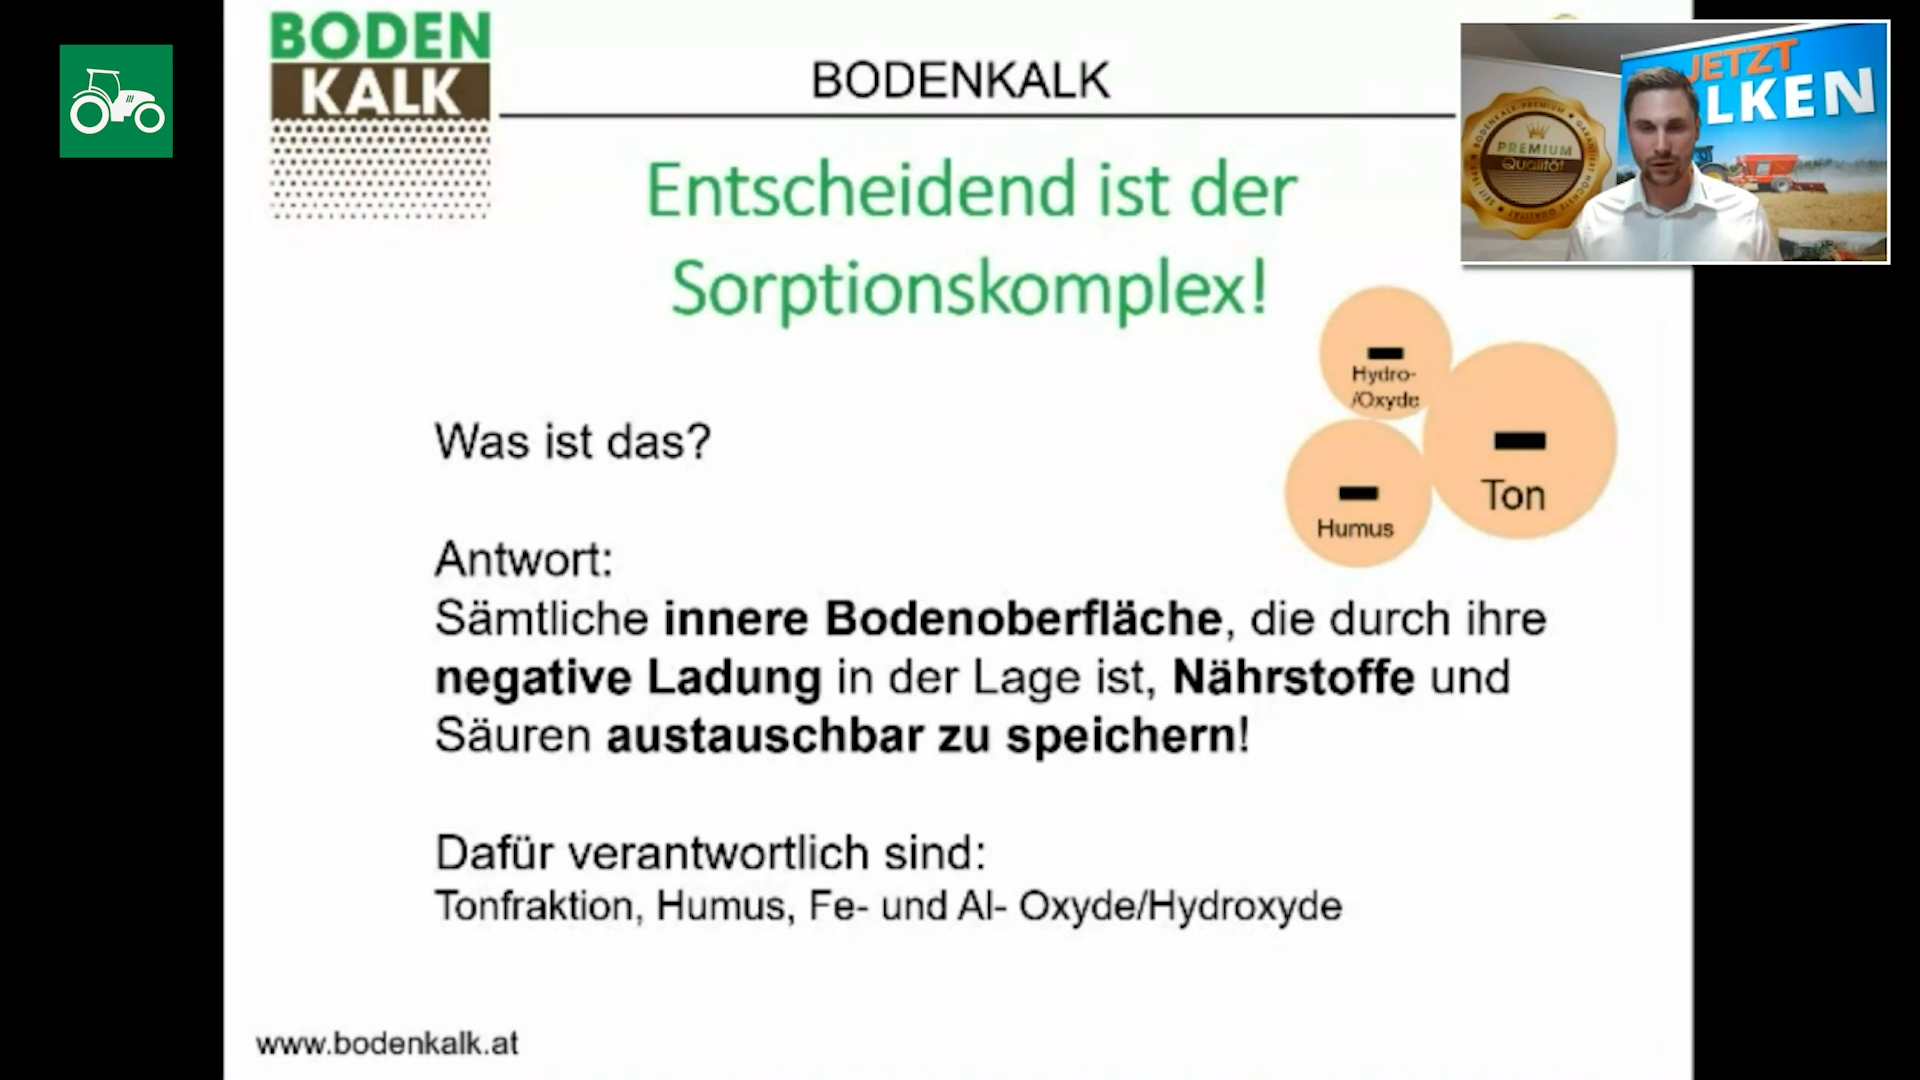 BODEN
KALK
BODENKALK
JETZT
LKEN
PREMIUM
Qualität
Entscheidend ist der
Sorptionskomplex!
Hydro-
/Oxyde
Ton
Humus
Was ist das?
Antwort:
Sämtliche innere Bodenoberfläche, die durch ihre
negative Ladung in der Lage ist, Nährstoffe und
Säuren austauschbar zu speichern!
Dafür verantwortlich sind:
Tonfraktion, Humus, Fe- und Al- Oxyde/Hydroxyde
www.bodenkalk.at